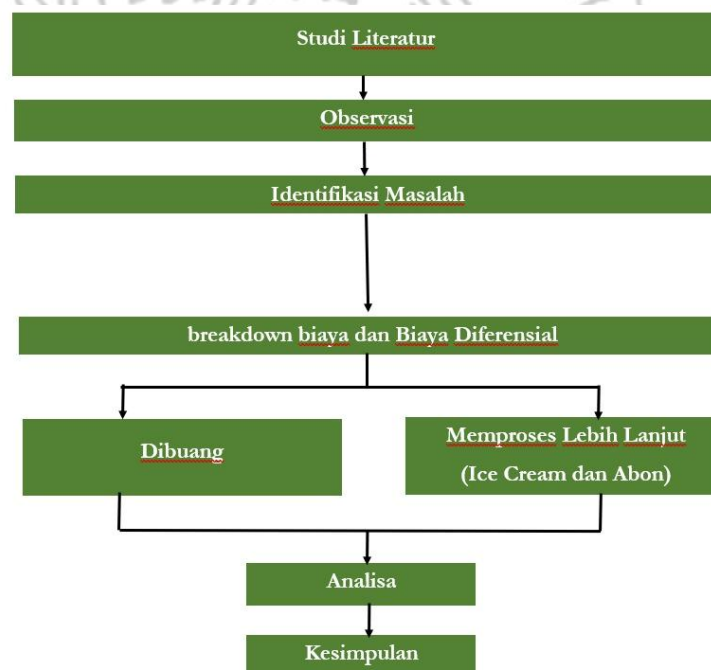 Studi Literatur
Observasi
Identifikasi Masalah
breakdown biaya dan Biaya Diferensial
Dibuang
Memproses Lebih Lanjut
(Ice Cream dan Abon)
Analisa
Kesimpulan